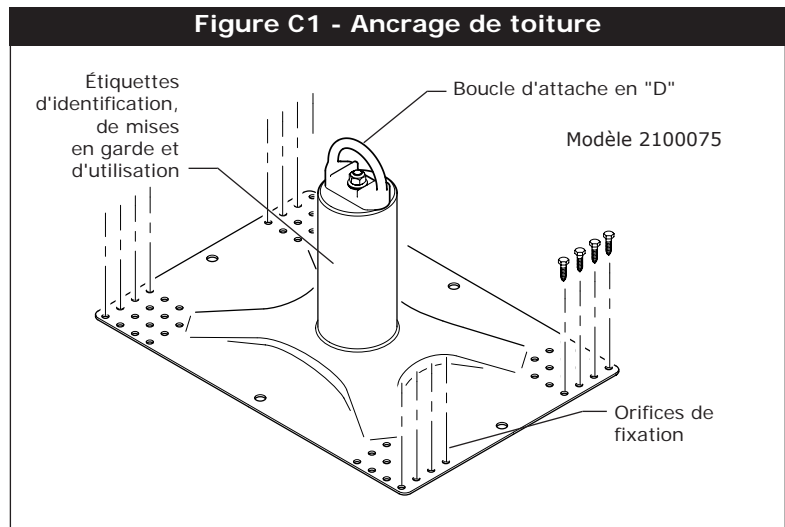 Figure C1 - Ancrage de toiture
Étiquettes
d'identification,
de mises
en garde et
d'utilisation
Boucle d'attache en "D"
Modèle 2100075
Orifices de
fixation